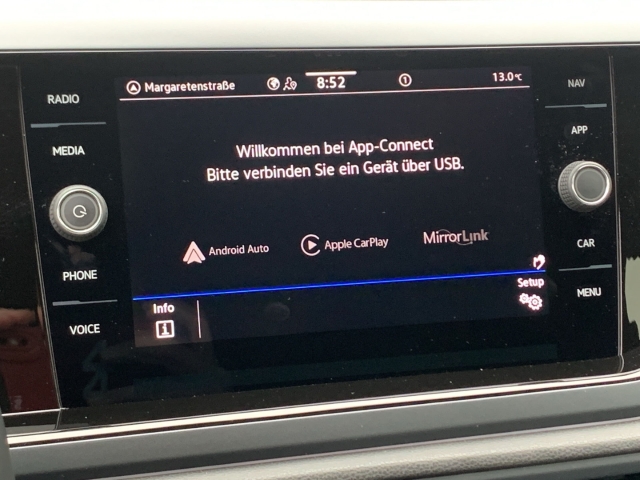 RADIO
MEDIA
PHONE
VOICE
Margaretenstraße
8:52
1
13.0°C
Willkommen bei App-Connect
Bitte verbinden Sie ein Gerät über USB.
Android Auto
Apple CarPlay
MirrorLink
Info
i
Setup
NAV
APP
CAR
MENU